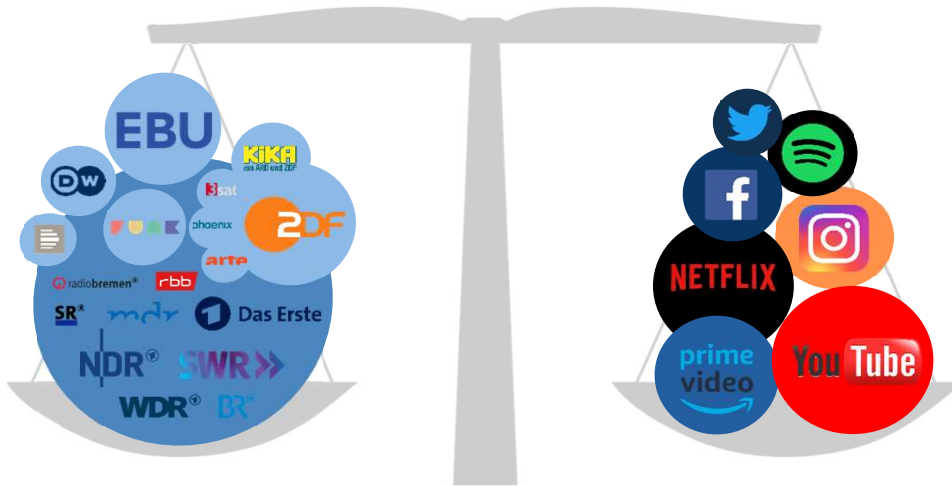 EBU
DW
KiKA
von ARD und ZDF
3sat
FUNK
phoenix
2DF
arte
radiobremen
rbb
SR
mdr
Das Erste
NDR
SWR
WDR
BR
f
NETFLIX
prime
video
YouTube